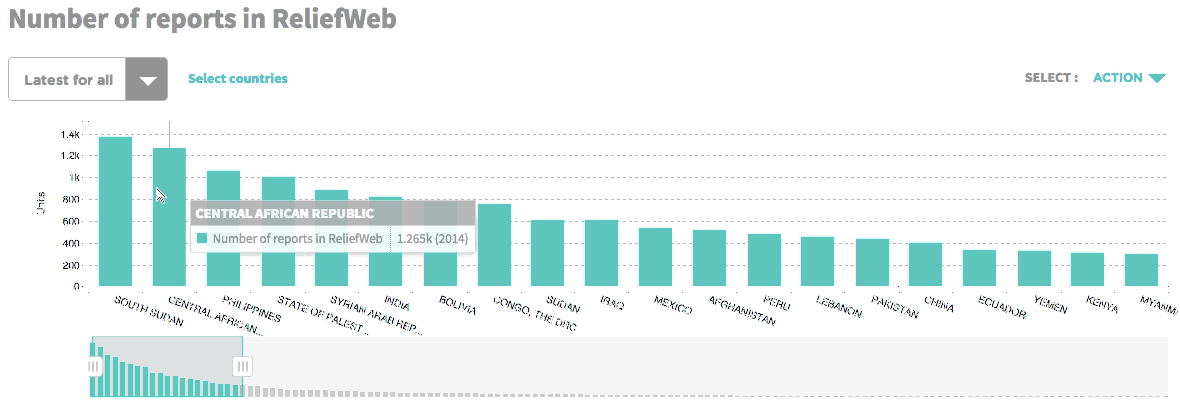 Number of reports in ReliefWeb
Latest for all
Select countries
SELECT :
ACTION
1.4k
1.2k
1k
800
600
400
200
0
Units
CENTRAL AFRICAN REPUBLIC
Number of reports in ReliefWeb 1.265k (2014)
SOUTH SUDAN
CENTRAL AFRICAN...
PHILIPPINES
STATE OF PALEST...
SYRIAN ARAB REP...
INDIA
BOLIVIA
CONGO, THE DRC
SUDAN
IRAQ
MEXICO
AFGHANISTAN
PERU
LEBANON
PAKISTAN
CHINA
ECUADOR
YEMEN
KENYA
MYANM